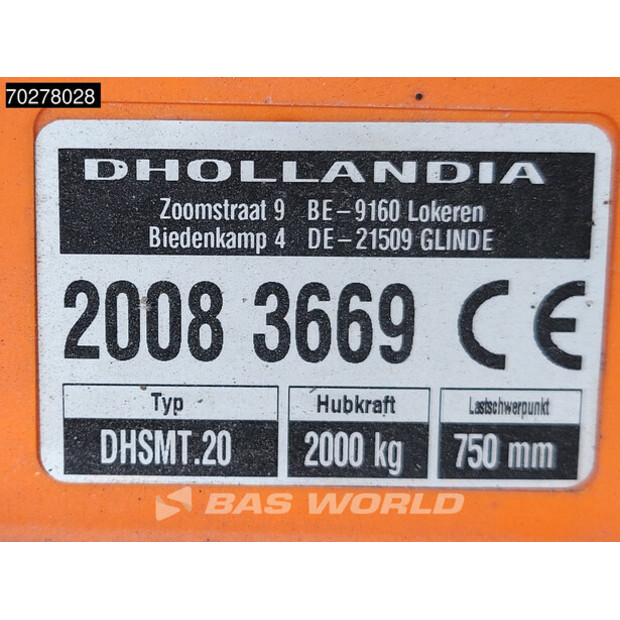 70278028
DHOLLANDIA
Zoomstraat 9 BE-9160 Lokeren
Biedenkamp 4 DE-21509 GLINDE
2008 3669 CE
Typ Hubkraft Lastschwerpunkt
DHSMT.20 2000 kg 750 mm
BAS WORLD